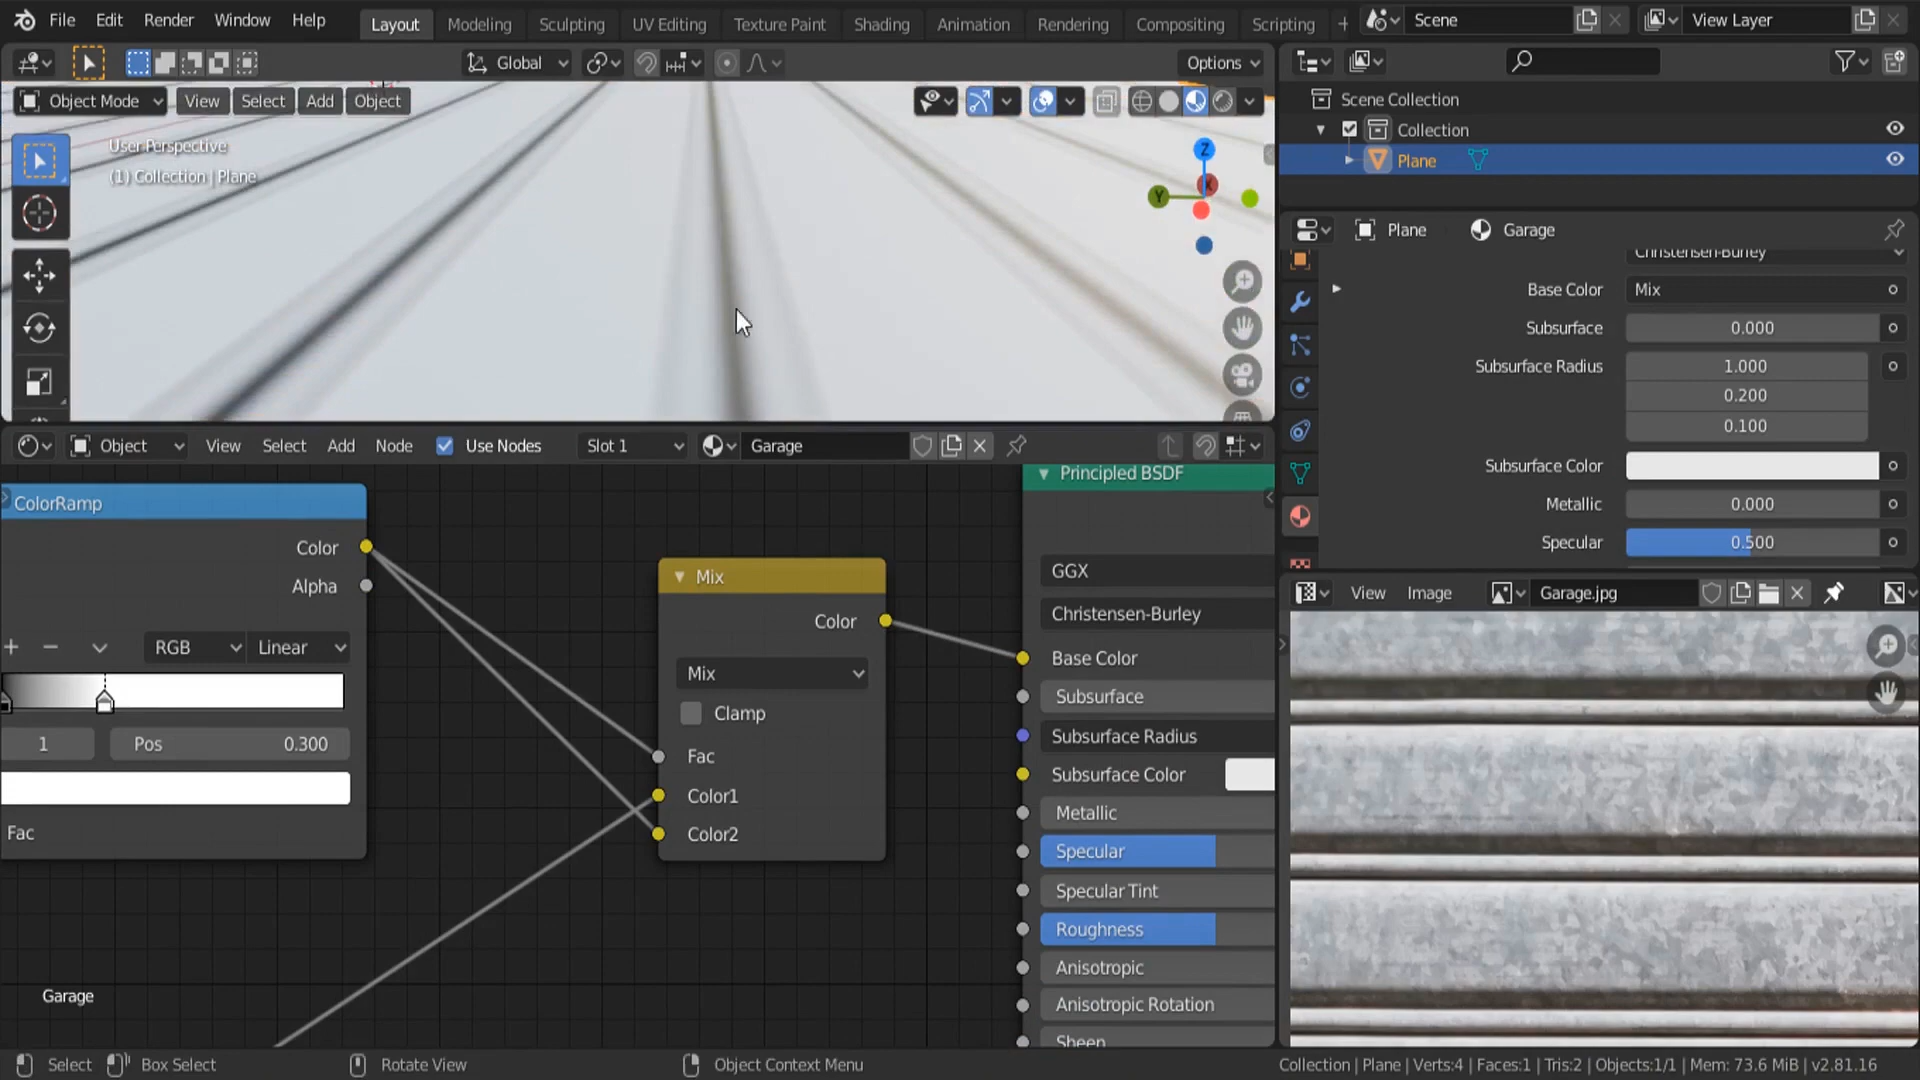 File Edit Render Window Help Layout Modeling Sculpting UV Editing Texture Paint Shading Animation Rendering Compositing Scripting + Scene View Layer
Global Options
Object Mode View Select Add Object
User Perspective
(1) Collection | Plane
Z
Y
X
Scene Collection
Collection
Plane
Plane Garage
Christensen-Burley
Base Color Mix
Subsurface 0.000
Subsurface Radius 1.000
0.200
0.100
Subsurface Color
Metallic 0.000
Specular 0.500
Object View Select Add Node Use Nodes Slot 1 Garage
ColorRamp
Color
Alpha
+ − RGB Linear
1 Pos 0.300
Fac
Mix
Color
Mix
Clamp
Fac
Color1
Color2
Principled BSDF
GGX
Christensen-Burley
Base Color
Subsurface
Subsurface Radius
Subsurface Color
Metallic
Specular
Specular Tint
Roughness
Anisotropic
Anisotropic Rotation
Sheen
Garage
View Image Garage.jpg
Select Box Select Rotate View Object Context Menu Collection | Plane | Verts:4 | Faces:1 | Tris:2 | Objects:1/1 | Mem: 73.6 MiB | v2.81.16